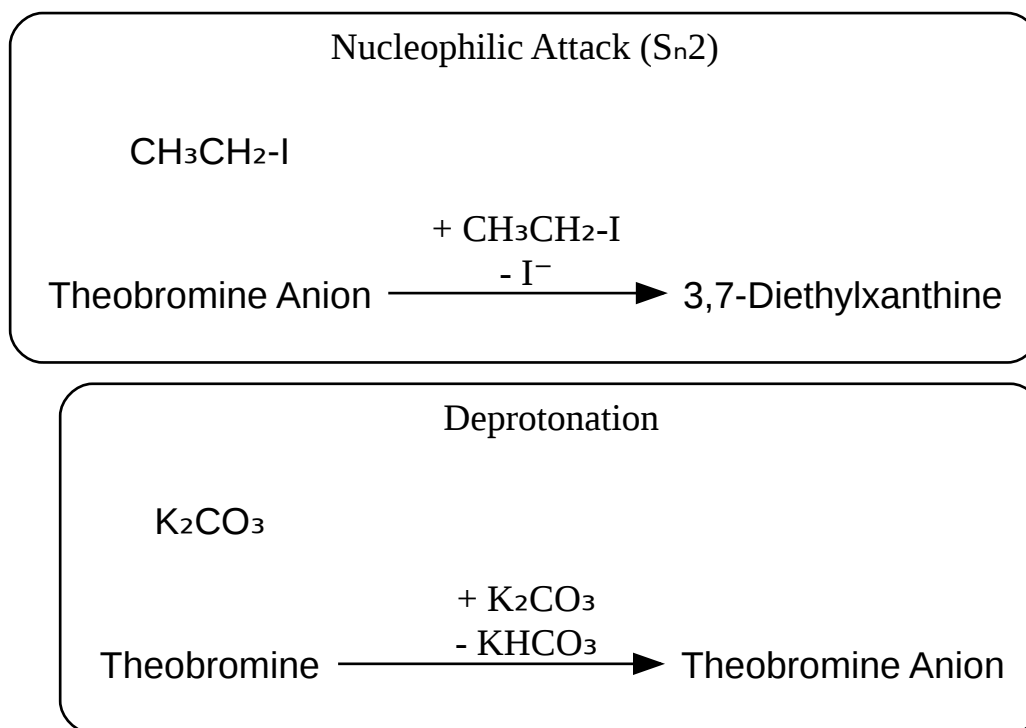 Nucleophilic Attack (Sₙ2)
CH₃CH₂-I
+ CH₃CH₂-I
- I⁻
Theobromine Anion
3,7-Diethylxanthine
Deprotonation
K₂CO₃
+ K₂CO₃
- KHCO₃
Theobromine
Theobromine Anion